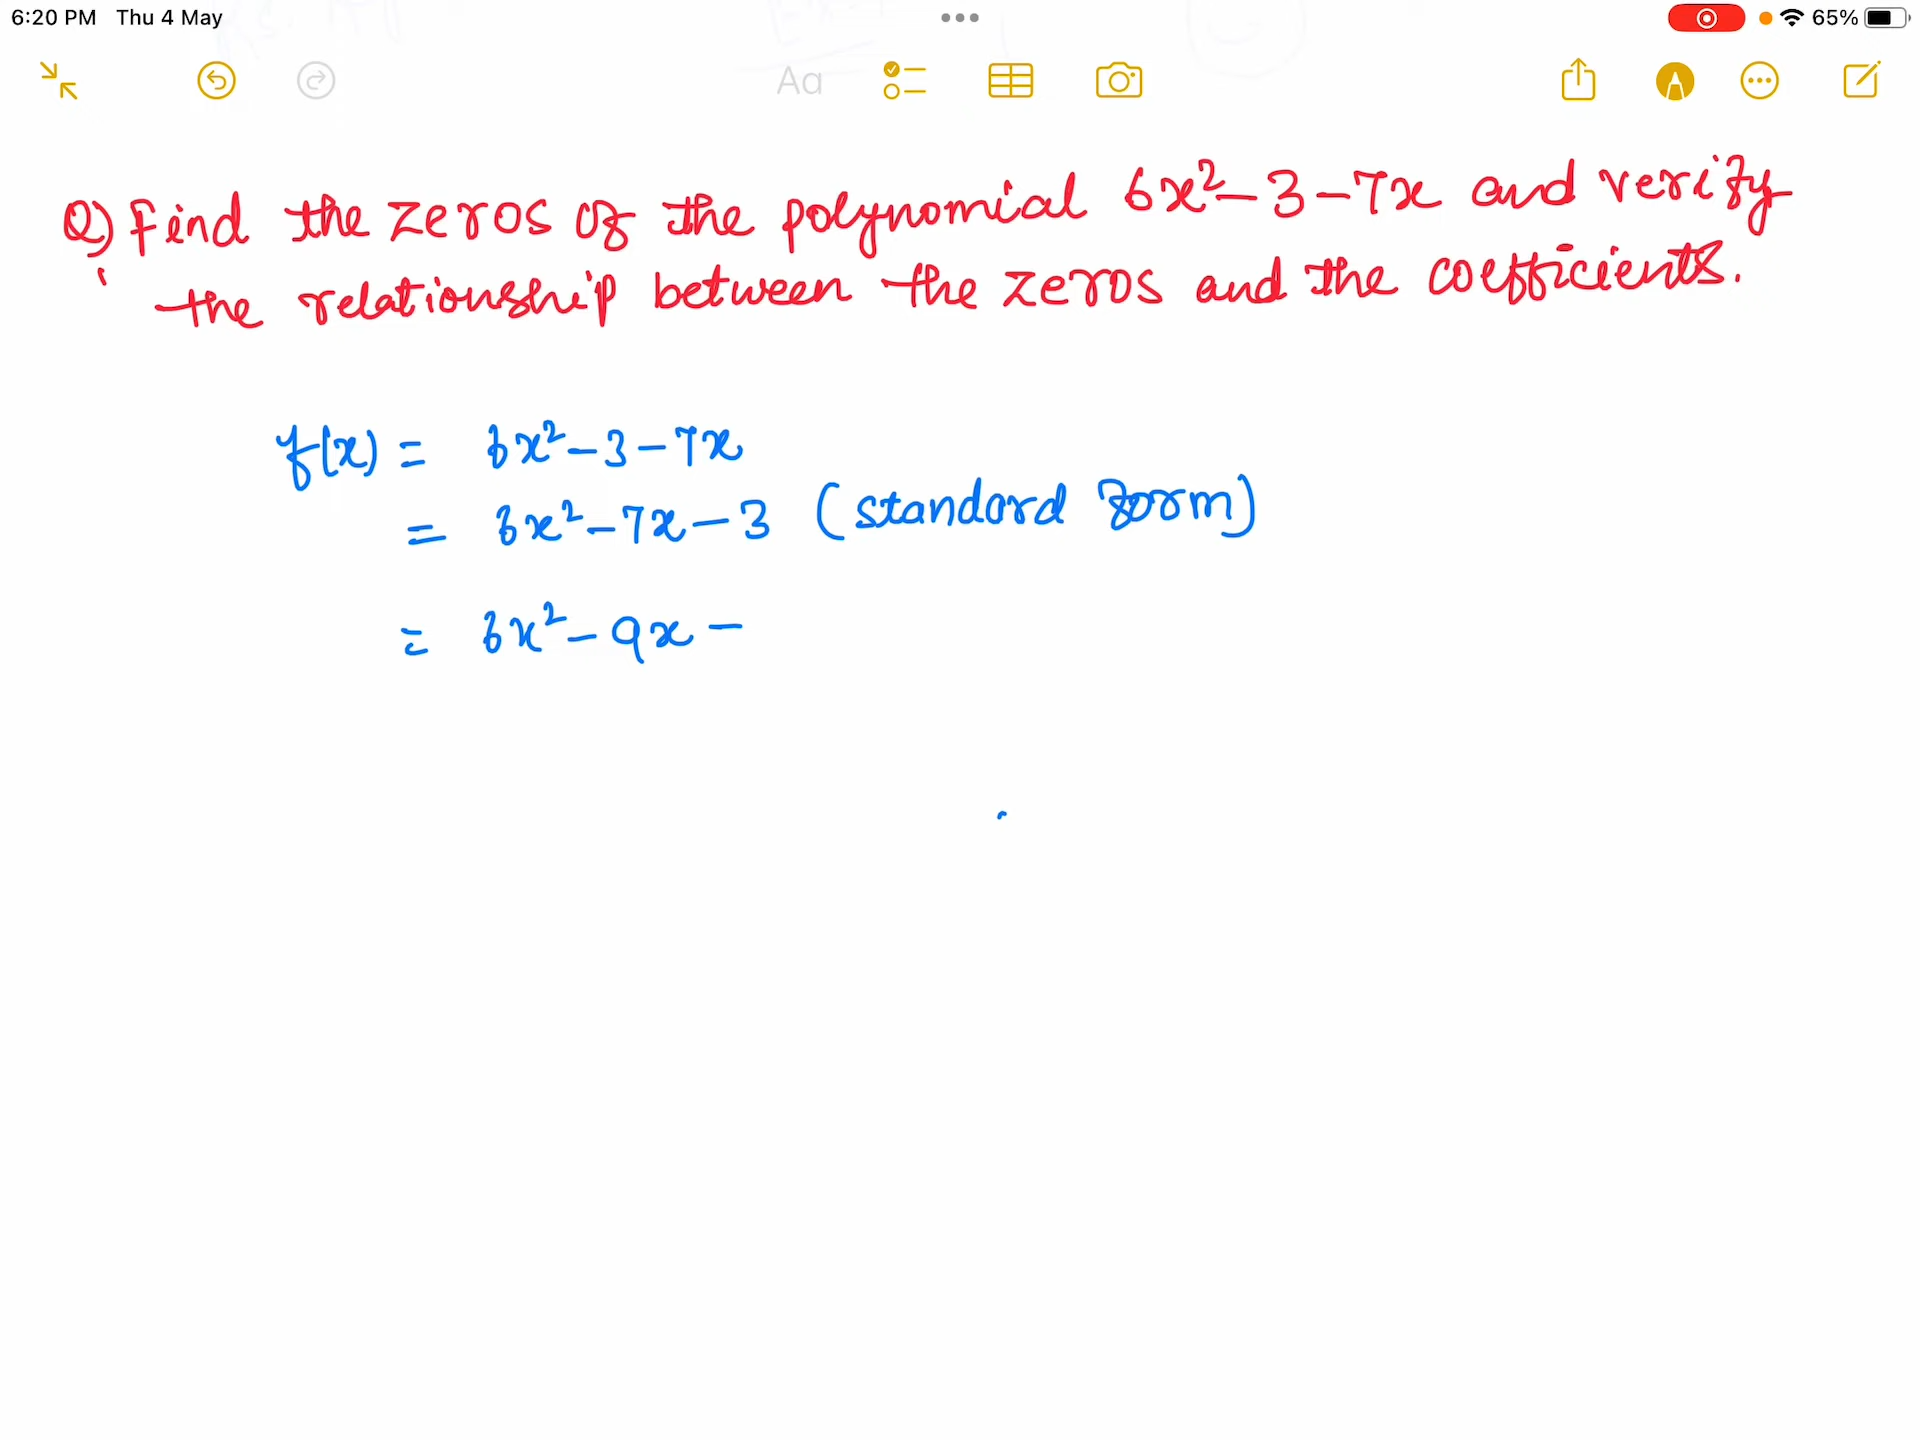 6:20 PM Thu 4 May
65%
Aa
Q) Find the zeros of the polynomial 6x²-3-7x and verify
the relationship between the zeros and the coefficients.
f(x) = 6x²-3-7x
= 6x²-7x-3 (standard form)
= 6x²-9x-